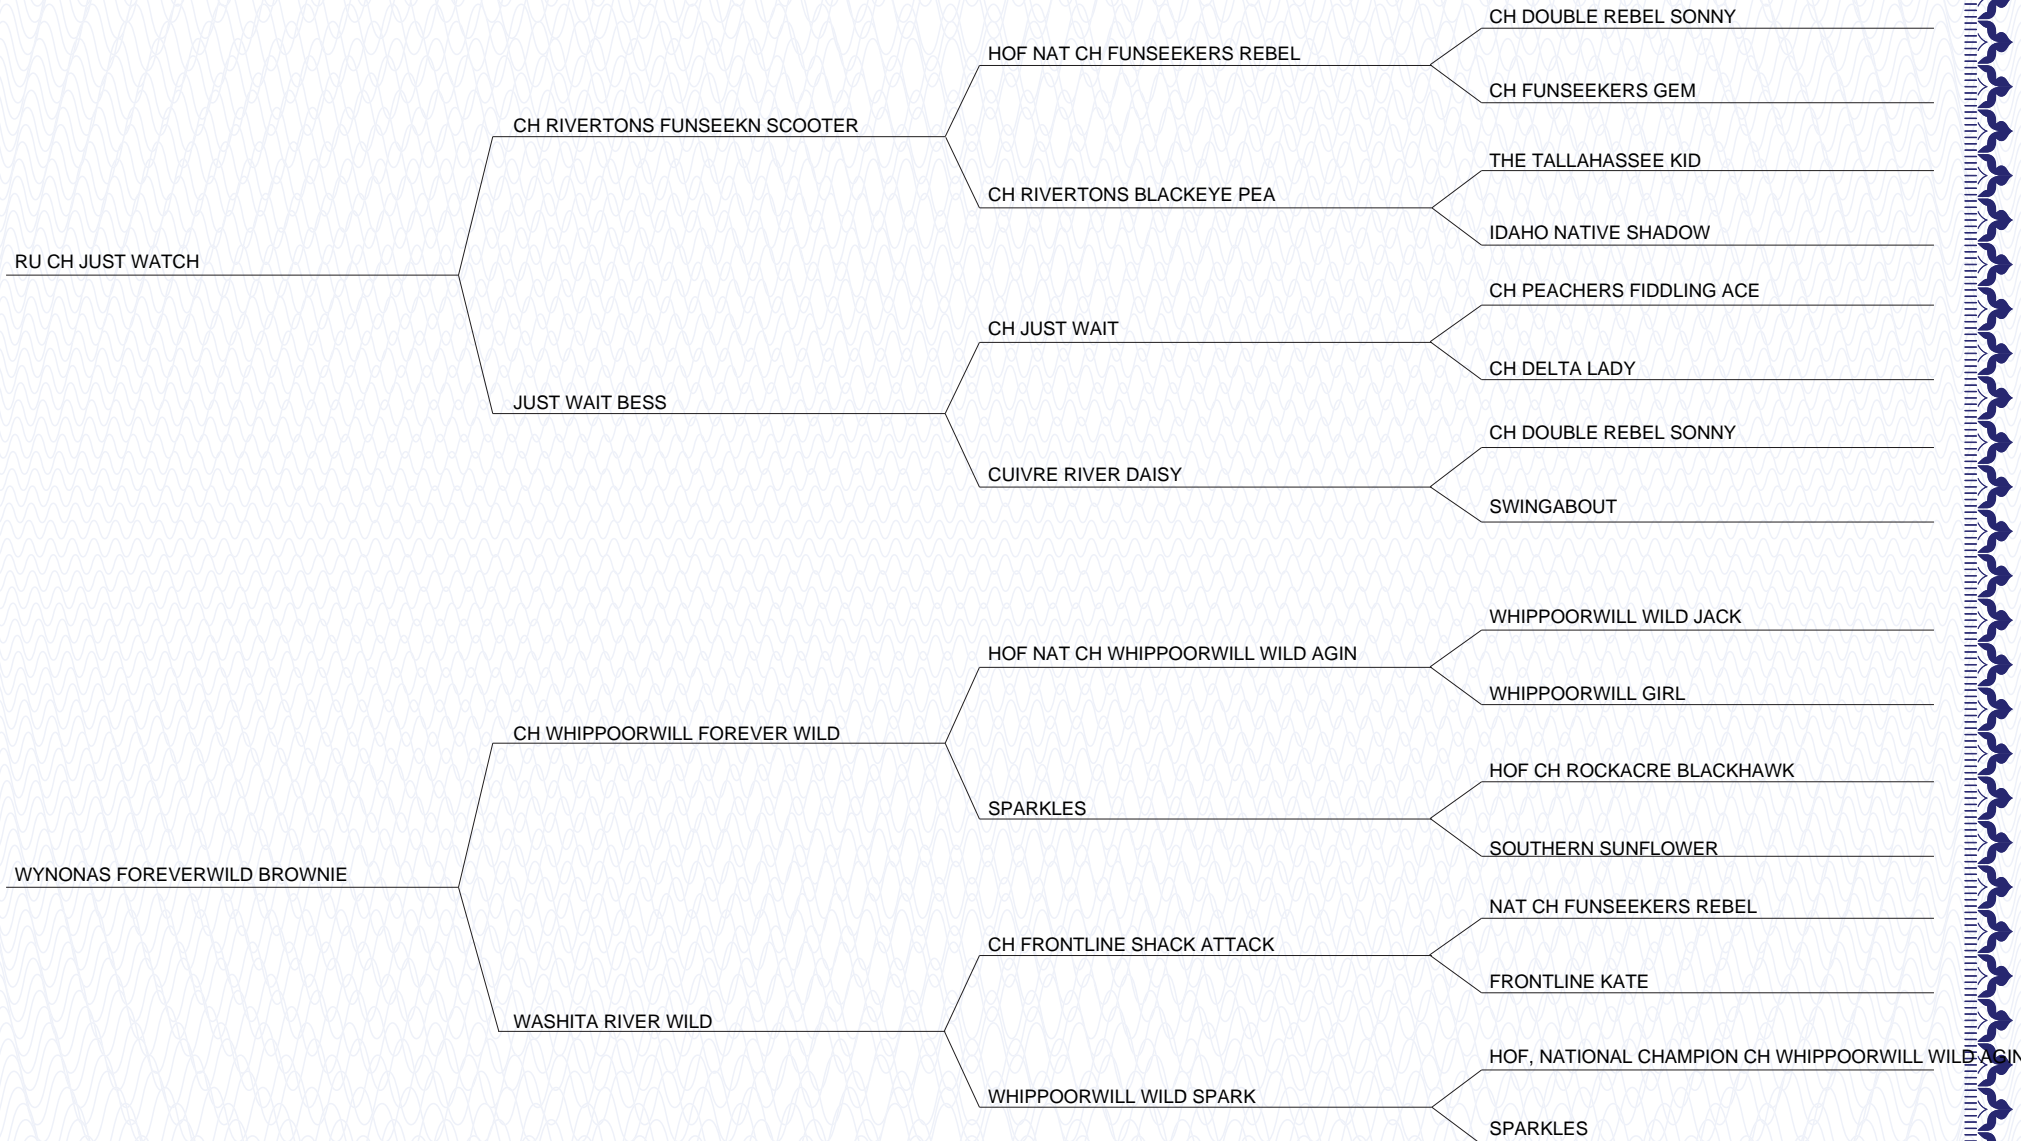 CH DOUBLE REBEL SONNY
HOF NAT CH FUNSEEKERS REBEL
CH FUNSEEKERS GEM
CH RIVERTONS FUNSEEKN SCOOTER
THE TALLAHASSEE KID
CH RIVERTONS BLACKEYE PEA
IDAHO NATIVE SHADOW
RU CH JUST WATCH
CH PEACHERS FIDDLING ACE
CH JUST WAIT
CH DELTA LADY
JUST WAIT BESS
CH DOUBLE REBEL SONNY
CUIVRE RIVER DAISY
SWINGABOUT
WHIPPOORWILL WILD JACK
HOF NAT CH WHIPPOORWILL WILD AGIN
WHIPPOORWILL GIRL
CH WHIPPOORWILL FOREVER WILD
HOF CH ROCKACRE BLACKHAWK
SPARKLES
SOUTHERN SUNFLOWER
WYNONAS FOREVERWILD BROWNIE
NAT CH FUNSEEKERS REBEL
CH FRONTLINE SHACK ATTACK
FRONTLINE KATE
WASHITA RIVER WILD
HOF, NATIONAL CHAMPION CH WHIPPOORWILL WILD AGIN
WHIPPOORWILL WILD SPARK
SPARKLES